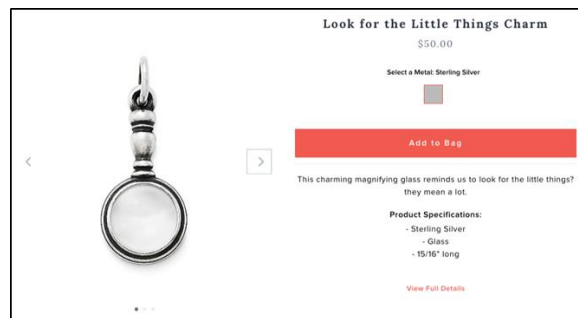 Look for the Little Things Charm
$50.00
Select a Metal: Sterling Silver
Add to Bag
This charming magnifying glass reminds us to look for the little things?
they mean a lot.
Product Specifications:
- Sterling Silver
- Glass
- 15/16" long
View Full Details